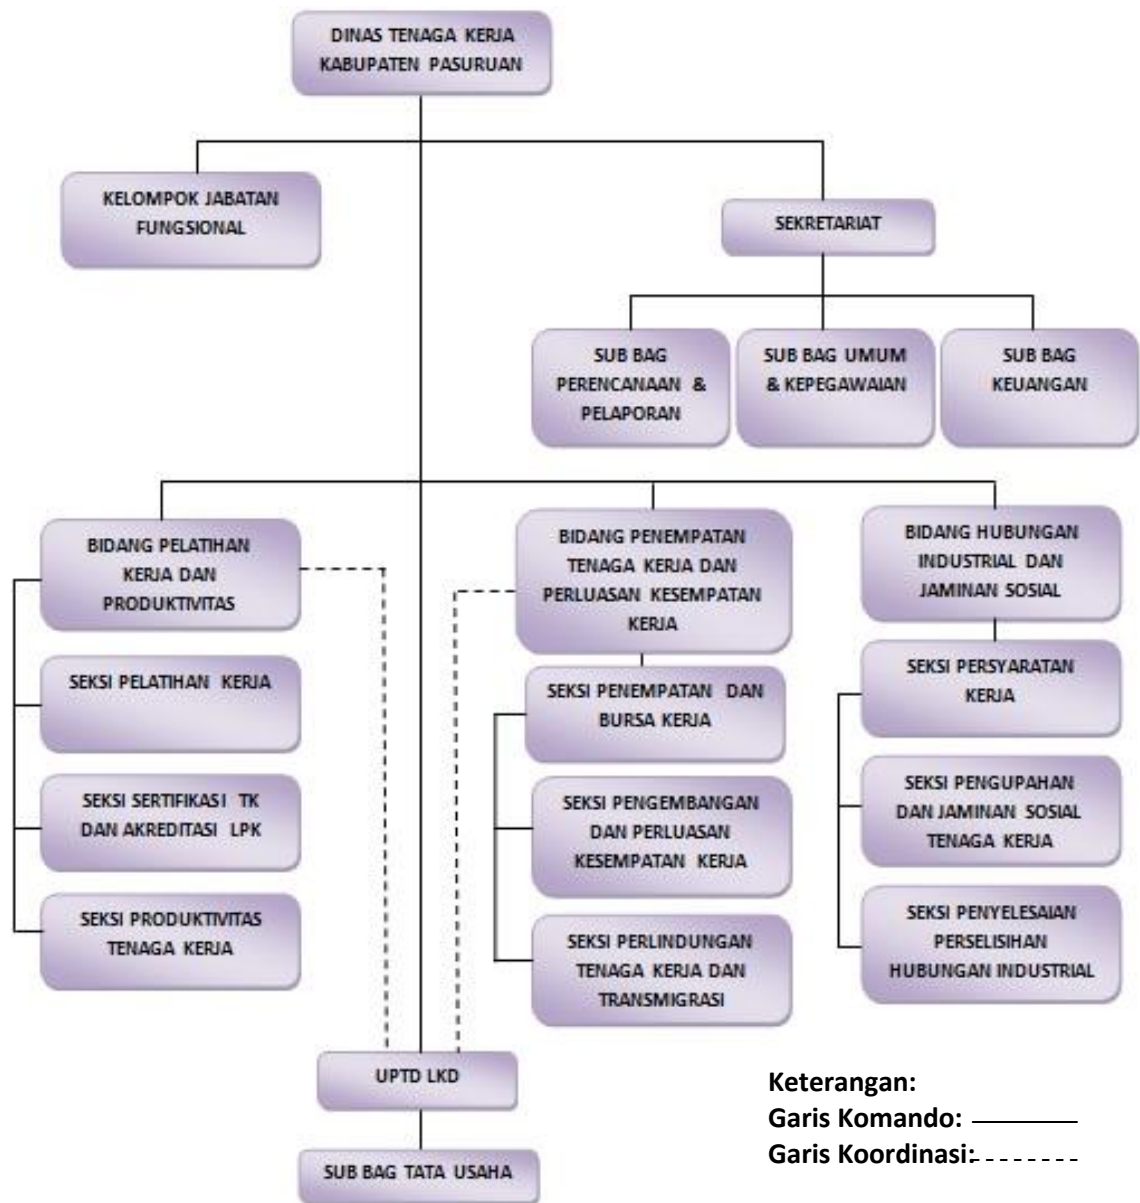 DINAS TENAGA KERJA
KABUPATEN PASURUAN
KELOMPOK JABATAN
FUNGSIONAL
SEKRETARIAT
SUB BAG
PERENCANAAN &
PELAPORAN
SUB BAG UMUM
& KEPEGAWAIAN
SUB BAG
KEUANGAN
BIDANG PELATIHAN
KERJA DAN
PRODUKTIVITAS
BIDANG PENEMPATAN
TENAGA KERJA DAN
PERLUASAN KESEMPATAN
KERJA
BIDANG HUBUNGAN
INDUSTRIAL DAN
JAMINAN SOSIAL
SEKSI PELATIHAN KERJA
SEKSI SERTIFIKASI TK
DAN AKREDITASI LPK
SEKSI PRODUKTIVITAS
TENAGA KERJA
SEKSI PENEMPATAN DAN
BURSA KERJA
SEKSI PENGEMBANGAN
DAN PERLUASAN
KESEMPATAN KERJA
SEKSI PERLINDUNGAN
TENAGA KERJA DAN
TRANSMIGRASI
SEKSI PERSYARATAN
KERJA
SEKSI PENGUPAHAN
DAN JAMINAN SOSIAL
TENAGA KERJA
SEKSI PENYELESAIAN
PERSELISIHAN
HUBUNGAN INDUSTRIAL
UPTD LKD
SUB BAG TATA USAHA
Keterangan:
Garis Komando:
Garis Koordinasi: